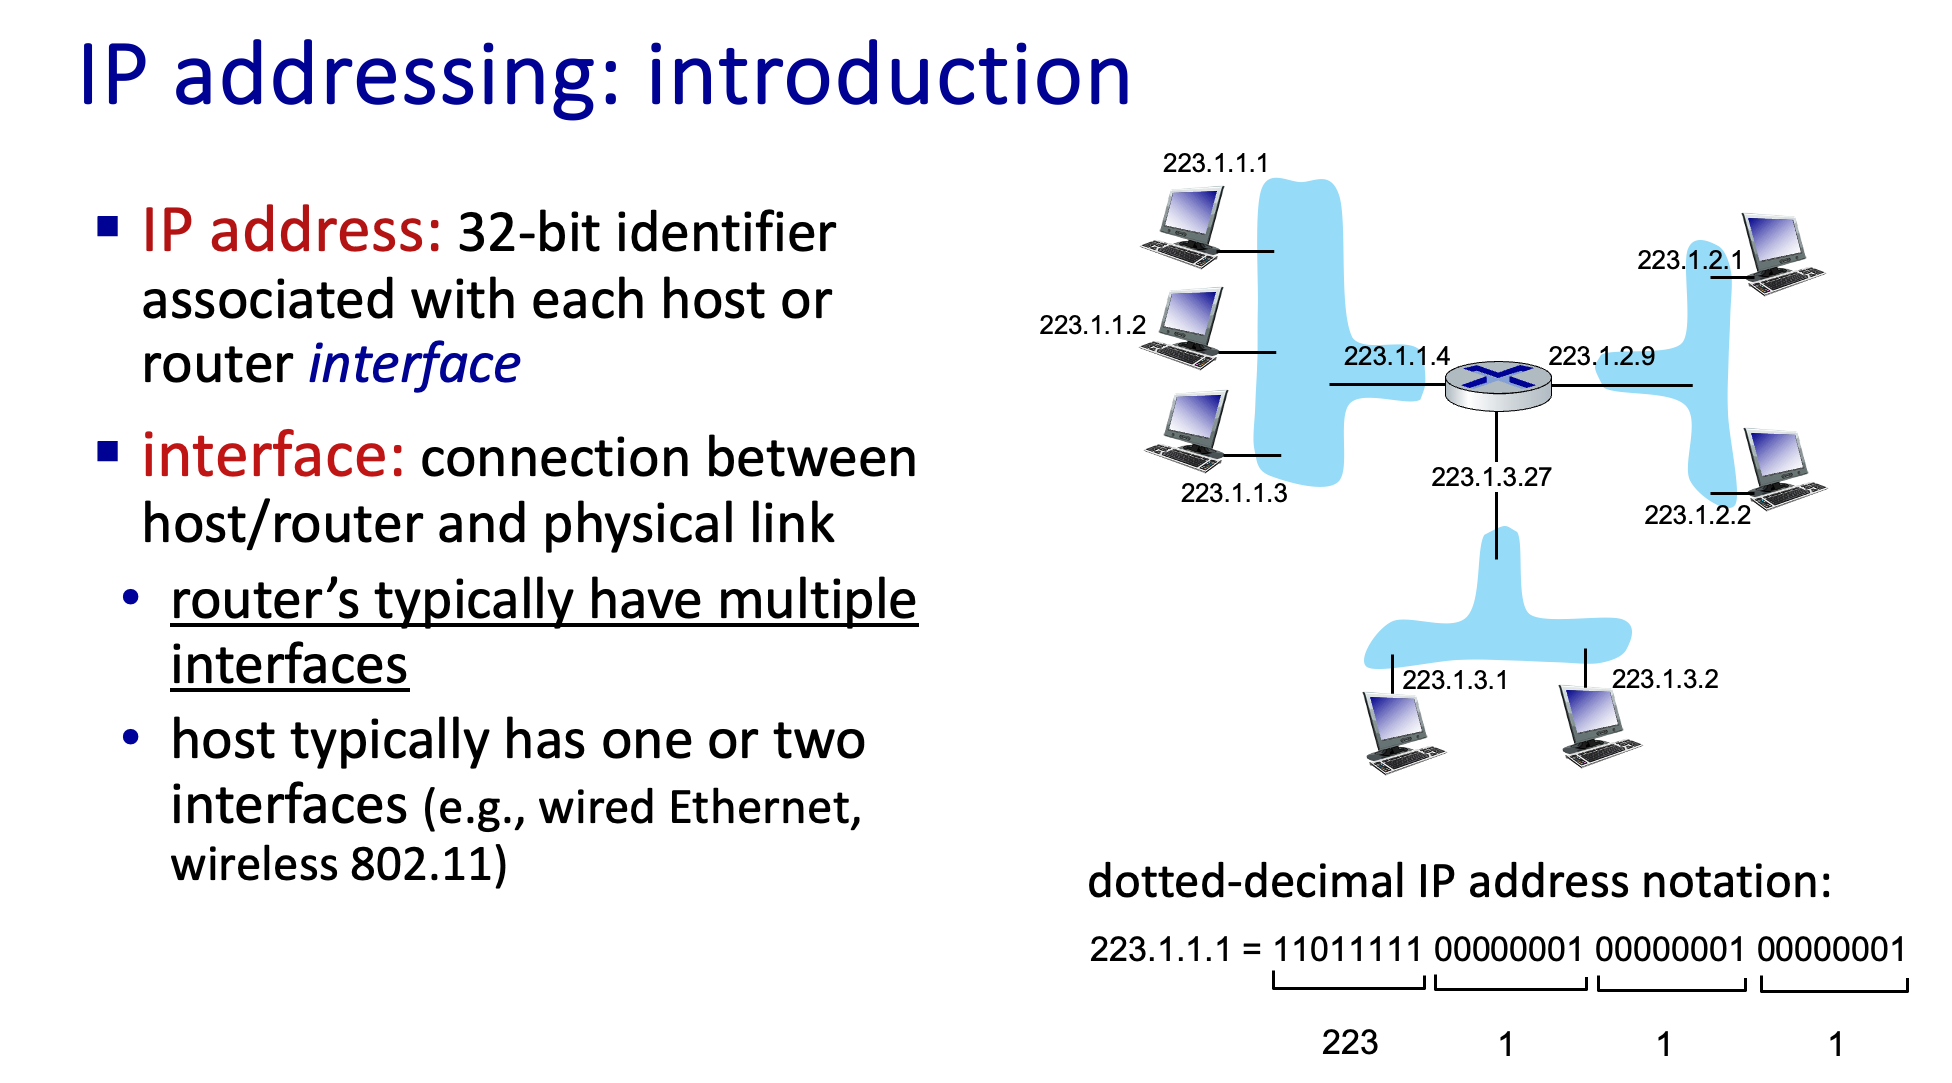 IP addressing: introduction
IP address: 32-bit identifier
associated with each host or
router interface
interface: connection between
host/router and physical link
router’s typically have multiple
interfaces
host typically has one or two
interfaces (e.g., wired Ethernet,
wireless 802.11)
223.1.1.1
223.1.1.2
223.1.1.3
223.1.1.4
223.1.2.9
223.1.2.1
223.1.2.2
223.1.3.27
223.1.3.1
223.1.3.2
dotted-decimal IP address notation:
223.1.1.1 = 11011111 00000001 00000001 00000001
223 1 1 1